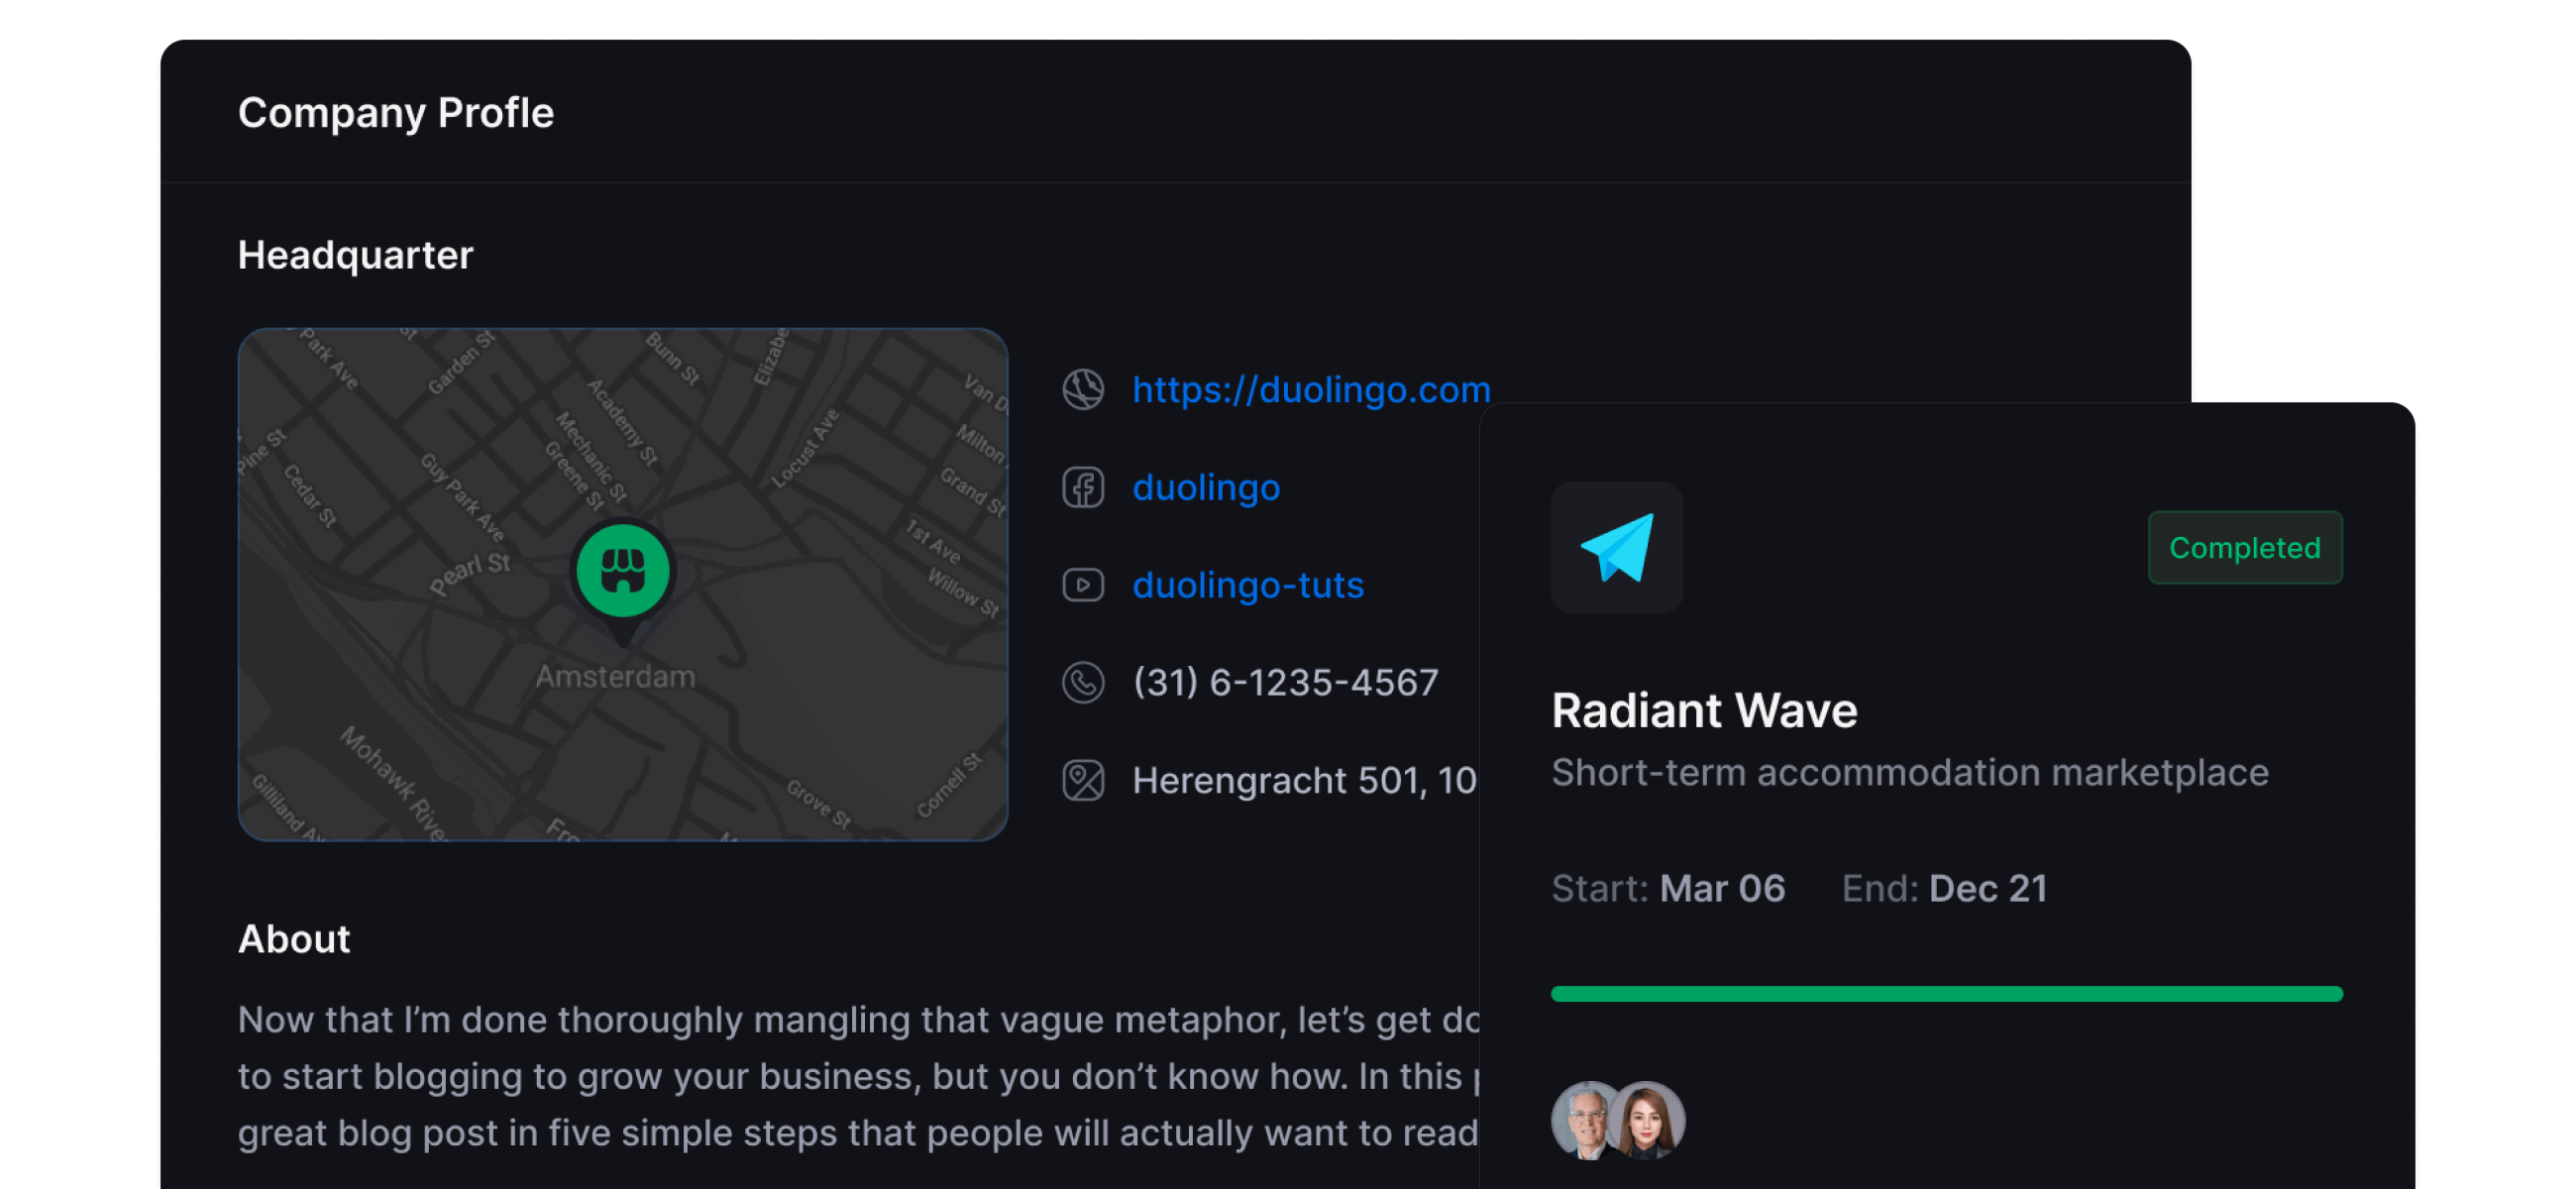 Company Profle
Headquarter
Park Ave
St
Garden St
Bunn St
Academy St
Mechanic St
Greene St
Locust Ave
Van D
Milton
Grand St
1st Ave
Willow St
Pine St
Cedar St
Guy Park Ave
Pearl St
Amsterdam
Mohawk
Grove St
Cornell St
https://duolingo.com
duolingo
duolingo-tuts
(31) 6-1235-4567
Herengracht 501, 10
About
Now that I’m done thoroughly mangling that vague metaphor, let’s get do
to start blogging to grow your business, but you don’t know how. In this
great blog post in five simple steps that people will actually want to read
Completed
Radiant Wave
Short-term accommodation marketplace
Start: Mar 06 End: Dec 21